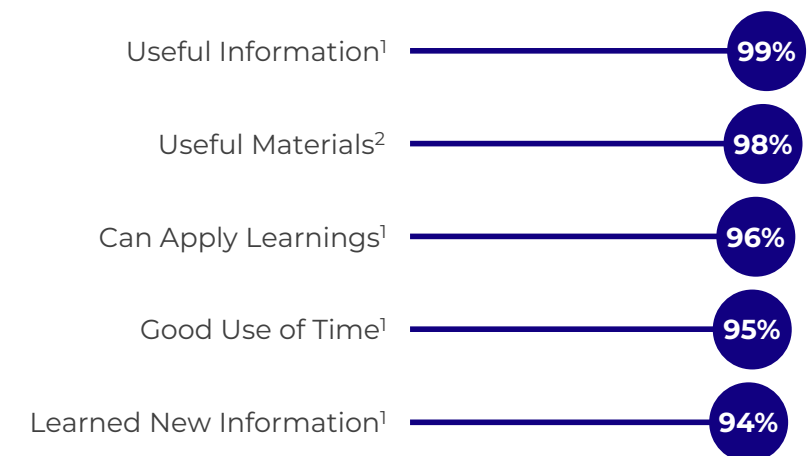 Useful Information¹ 99%
Useful Materials² 98%
Can Apply Learnings¹ 96%
Good Use of Time¹ 95%
Learned New Information¹ 94%